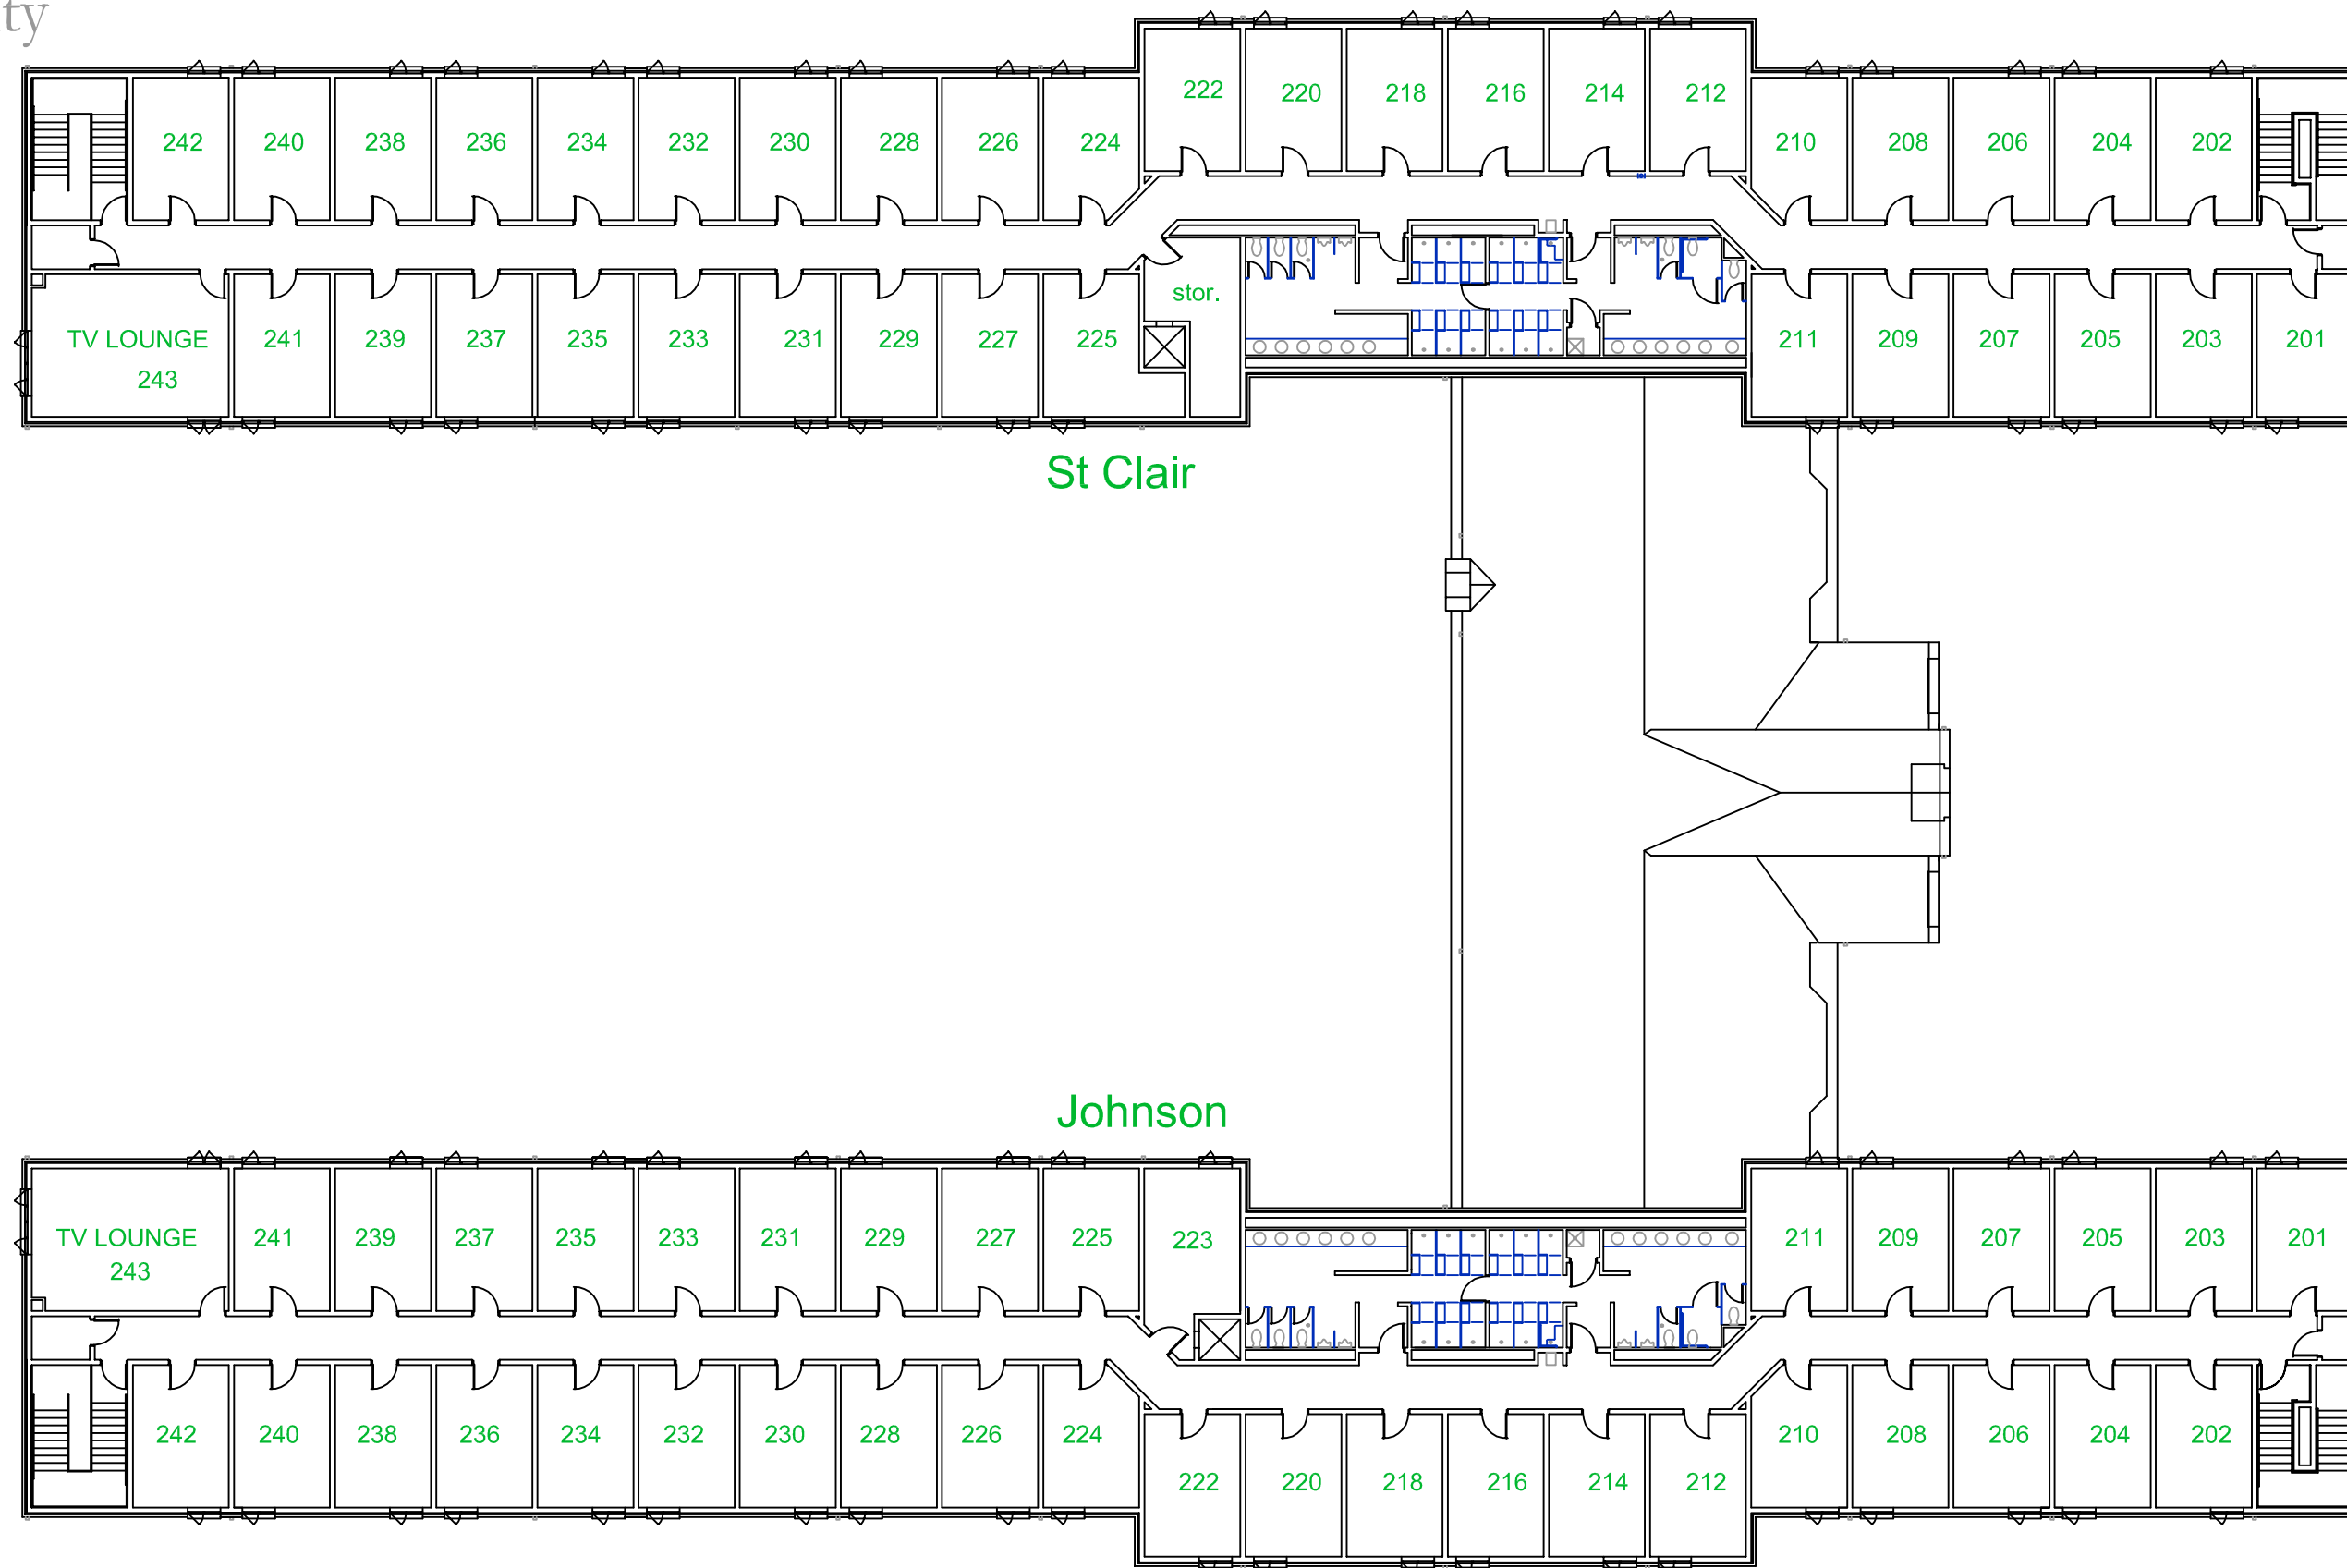 ty
222 220 218 216 214 212
242 240 238 236 234 232 230 228 226 224 210 208 206 204 202
stor.
TV LOUNGE 241 239 237 235 233 231 229 227 225 211 209 207 205 203 201
243
St Clair
Johnson
TV LOUNGE 241 239 237 235 233 231 229 227 225 223 211 209 207 205 203 201
243
242 240 238 236 234 232 230 228 226 224 210 208 206 204 202
222 220 218 216 214 212